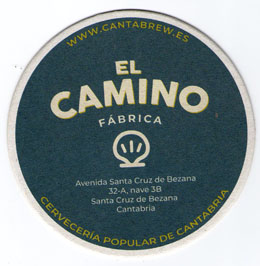 WWW.CANTABREW.ES
EL
CAMINO
FÁBRICA
Avenida Santa Cruz de Bezana
32-A, nave 3B
Santa Cruz de Bezana
Cantabria
CERVECERÍA POPULAR DE CANTABRIA